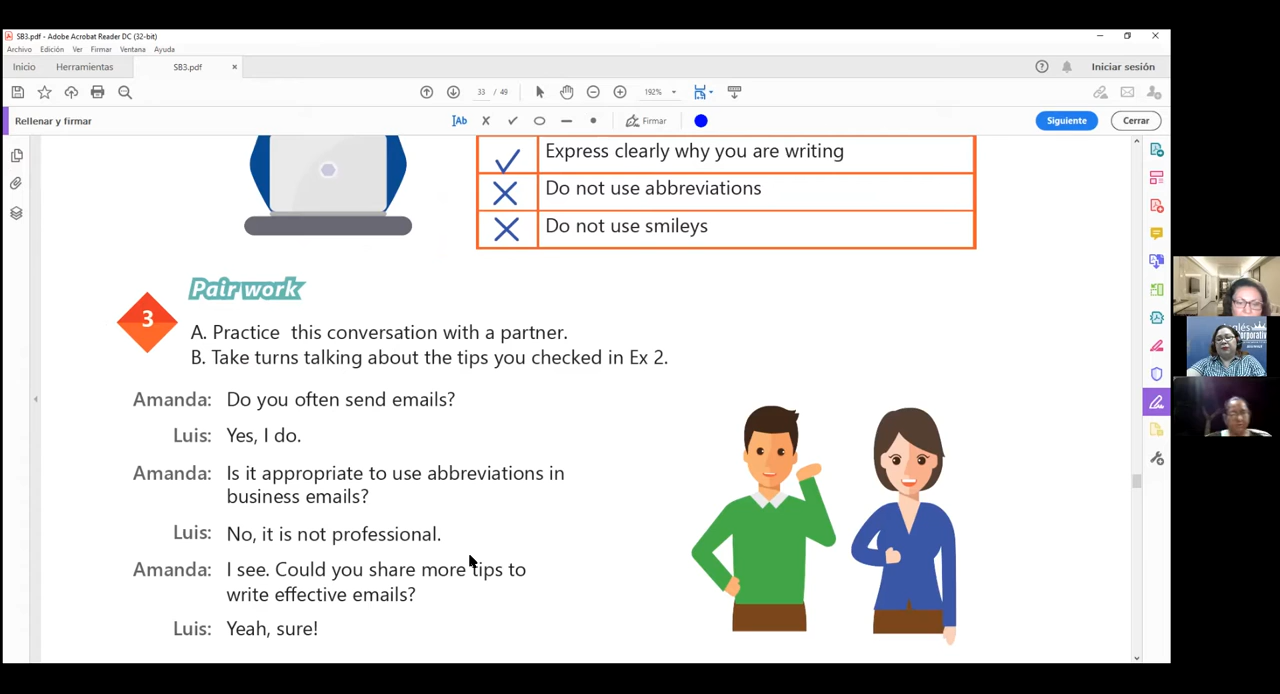 SB3.pdf - Adobe Acrobat Reader DC (32-bit)
Archivo Edición Ver Firmar Ventana Ayuda
Inicio Herramientas SB3.pdf × Iniciar sesión
33 / 49 192%
Rellenar y firmar Ab Firmar Siguiente Cerrar
Express clearly why you are writing
Do not use abbreviations
Do not use smileys
Pair work
3
A. Practice this conversation with a partner.
B. Take turns talking about the tips you checked in Ex 2.
Amanda: Do you often send emails?
Luis: Yes, I do.
Amanda: Is it appropriate to use abbreviations in
business emails?
Luis: No, it is not professional.
Amanda: I see. Could you share more tips to
write effective emails?
Luis: Yeah, sure!